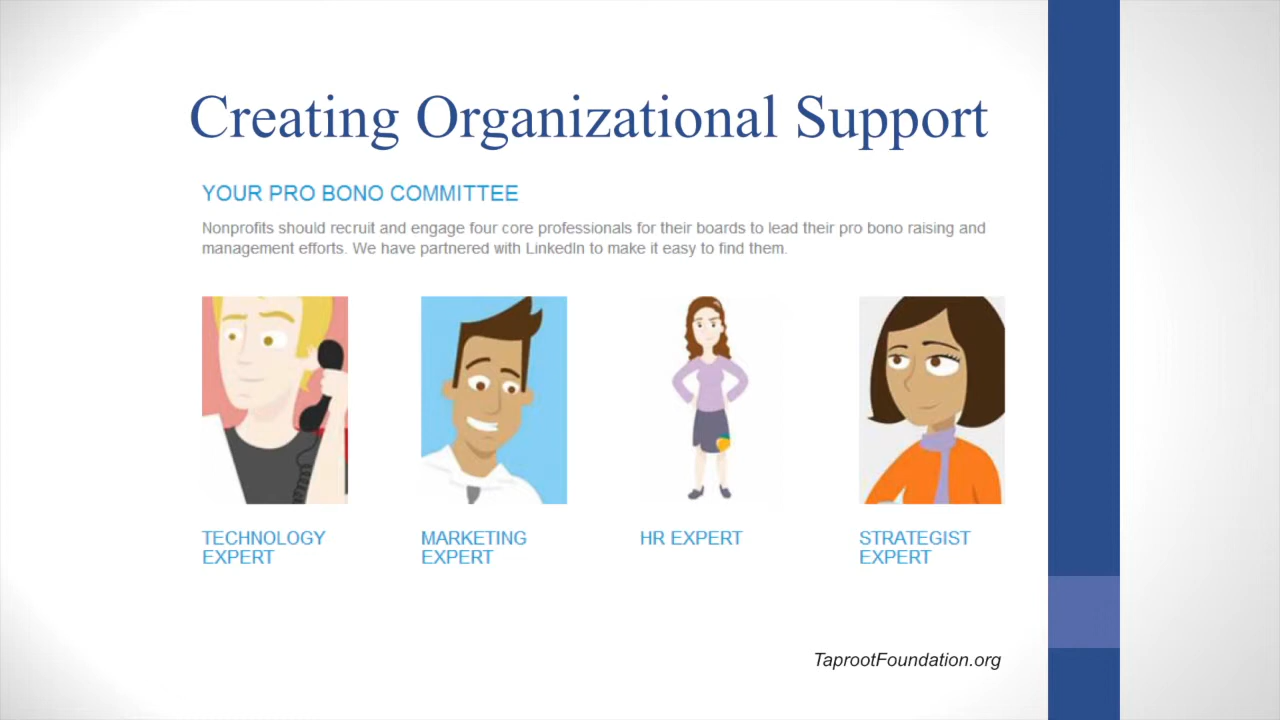 Creating Organizational Support
YOUR PRO BONO COMMITTEE
Nonprofits should recruit and engage four core professionals for their boards to lead their pro bono raising and
management efforts. We have partnered with LinkedIn to make it easy to find them.
TECHNOLOGY
EXPERT
MARKETING
EXPERT
HR EXPERT
STRATEGIST
EXPERT
TaprootFoundation.org